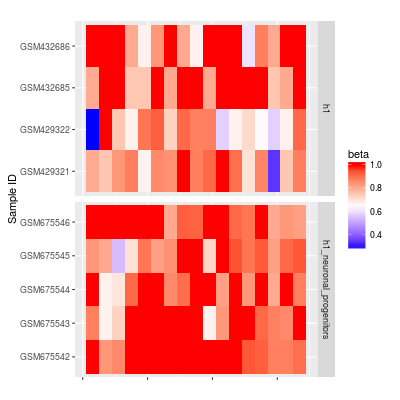 GSM432686
GSM432685
GSM429322
GSM429321
h1
GSM675546
GSM675545
GSM675544
GSM675543
GSM675542
h1_neuronal_progenitors
Sample ID
beta
1.0
0.8
0.6
0.4